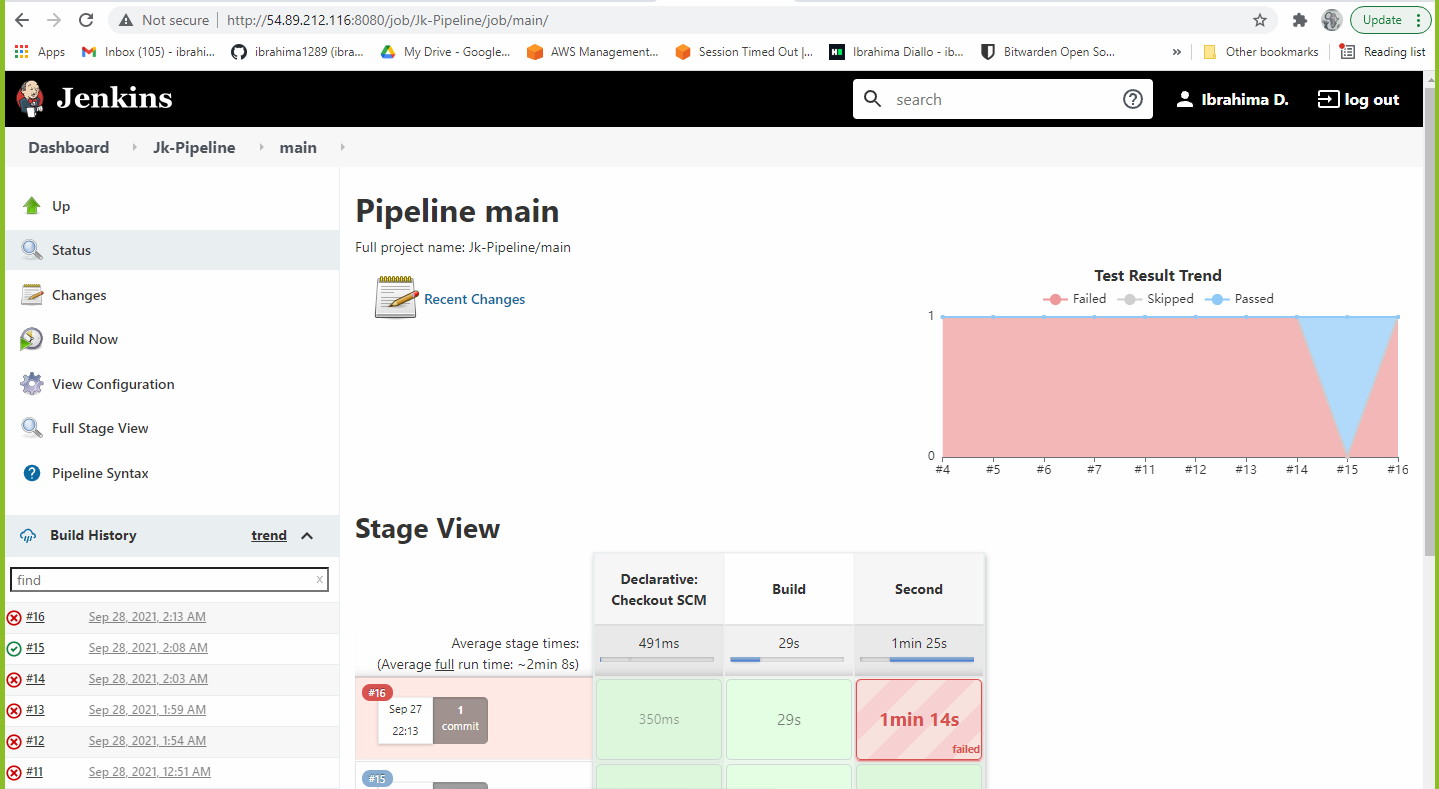 Not secure | http://54.89.212.116:8080/job/Jk-Pipeline/job/main/
Update
Apps Inbox (105) - ibrahi... ibrahima1289 (ibra... My Drive - Google... AWS Management... Session Timed Out |... Ibrahima Diallo - ib... Bitwarden Open So... » Other bookmarks Reading list
Jenkins
search
Ibrahima D.
log out
Dashboard
Jk-Pipeline
main
Up
Status
Changes
Build Now
View Configuration
Full Stage View
Pipeline Syntax
Build History trend
find x
#16 Sep 28, 2021, 2:13 AM
#15 Sep 28, 2021, 2:08 AM
#14 Sep 28, 2021, 2:03 AM
#13 Sep 28, 2021, 1:59 AM
#12 Sep 28, 2021, 1:54 AM
#11 Sep 28, 2021, 12:51 AM
Pipeline main
Full project name: Jk-Pipeline/main
Recent Changes
Test Result Trend
Failed Skipped Passed
1
0
#4 #5 #6 #7 #11 #12 #13 #14 #15 #16
Stage View
Declarative:
Checkout SCM
Build
Second
Average stage times:
(Average full run time: ~2min 8s)
491ms
29s
1min 25s
#16
Sep 27
22:13
1
commit
350ms
29s
1min 14s
failed
#15